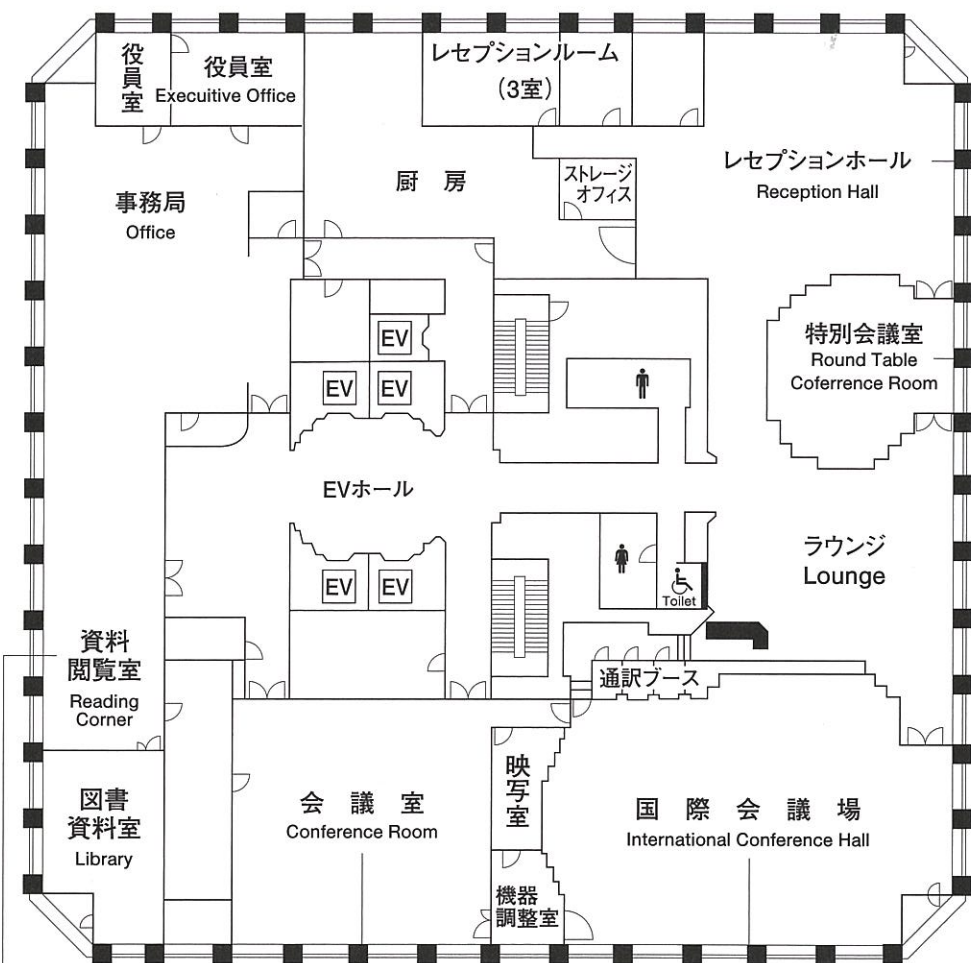 役員室
役員室
Execuitive Office
レセプションルーム
(3室)
レセプションホール
Reception Hall
ストレージ
オフィス
厨 房
事務局
Office
特別会議室
Round Table
Coferrence Room
EV
EV
EV
EVホール
ラウンジ
Lounge
EV
EV
Toilet
資料
閲覧室
Reading
Corner
通訳ブース
図書
資料室
Library
会 議 室
Conference Room
映写室
国 際 会 議 場
International Conference Hall
機器
調整室